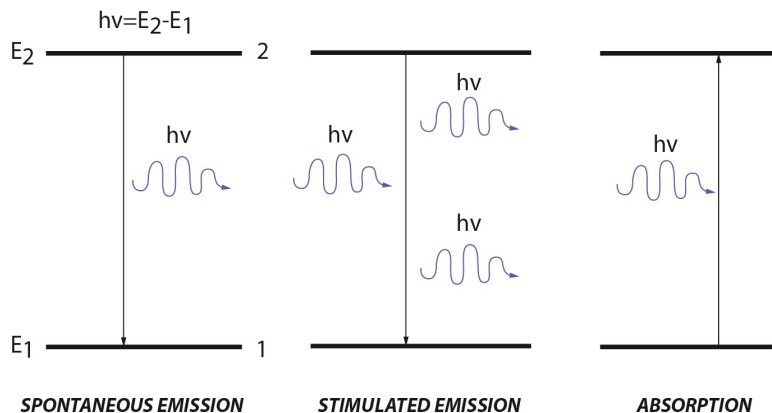 hν=E₂-E₁
E₂
2
hν
hν
hν
hν
hν
E₁
1
SPONTANEOUS EMISSION
STIMULATED EMISSION
ABSORPTION